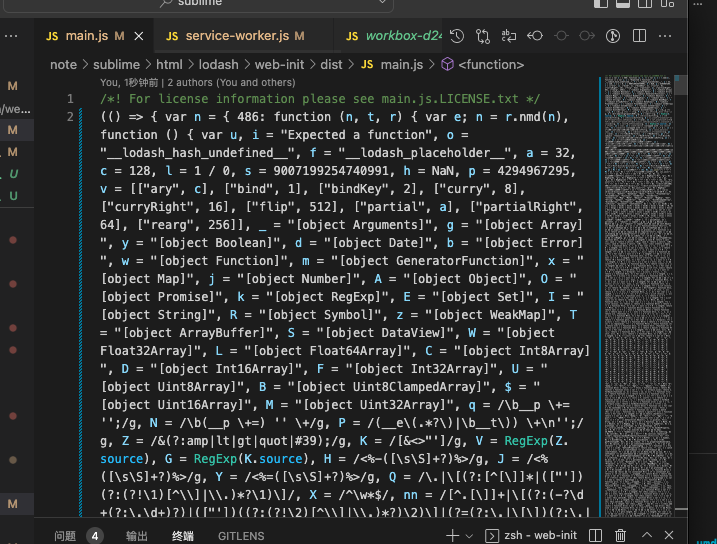 sublime
JS main.js M × JS service-worker.js M JS workbox-d24
note > sublime > html > lodash > web-init > dist > JS main.js > <function>
You, 1秒钟前 | 2 authors (You and others)
1 /*! For license information please see main.js.LICENSE.txt */
2 (() => { var n = { 486: function (n, t, r) { var e; n = r.nmd(n),
function () { var u, i = "Expected a function", o =
"__lodash_hash_undefined__", f = "__lodash_placeholder__", a = 32,
c = 128, l = 1 / 0, s = 9007199254740991, h = NaN, p = 4294967295,
v = [["ary", c], ["bind", 1], ["bindKey", 2], ["curry", 8],
["curryRight", 16], ["flip", 512], ["partial", a], ["partialRight",
64], ["rearg", 256]], _ = "[object Arguments]", g = "[object Array]
", y = "[object Boolean]", d = "[object Date]", b = "[object Error]
", w = "[object Function]", m = "[object GeneratorFunction]", x = "
[object Map]", j = "[object Number]", A = "[object Object]", O = "
[object Promise]", k = "[object RegExp]", E = "[object Set]", I = "
[object String]", R = "[object Symbol]", z = "[object WeakMap]", T
= "[object ArrayBuffer]", S = "[object DataView]", W = "[object
Float32Array]", L = "[object Float64Array]", C = "[object Int8Array]
", D = "[object Int16Array]", F = "[object Int32Array]", U = "
[object Uint8Array]", B = "[object Uint8ClampedArray]", $ = "
[object Uint16Array]", M = "[object Uint32Array]", q = /\b__p \+=
'';/g, N = /\b(__p \+=) '' \+/g, P = /(__e\(.*?\)|\b__t\)) \+\n'';/
g, Z = /&(?:amp|lt|gt|quot|#39);/g, K = /[&<>"']/g, V = RegExp(Z.
source), G = RegExp(K.source), H = /<%-([\s\S]+?)%>/g, J = /<%
([\s\S]+?)%>/g, Y = /<%=([\s\S]+?)%>/g, Q = /\.|\[(?:[^[\]]*|(["'])
(?:(?!\1)[^\\]|\\.)*?\1)\]/, X = /^\w*$/, nn = /[^.[\]]+|\[(?:(-?\d
+(?:\.\d+)?)|(["'])((?:(?!\2)[^\\]|\\.)*?)\2)\]|(?=(?:\.|\[\])(?:\.|
/we...
M
M
M
U
U
M
问题 4 输出 终端 GITLENS zsh - web-init
umd